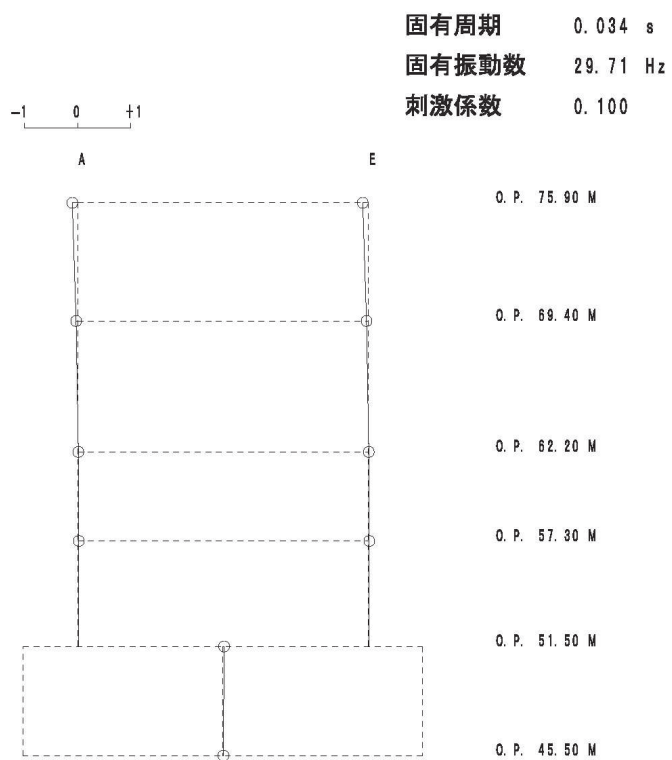 固有周期 0.034 s
固有振動数 29.71 Hz
刺激係数 0.100
-1 0 +1
A E
O.P. 75.90 M
O.P. 69.40 M
O.P. 62.20 M
O.P. 57.30 M
O.P. 51.50 M
O.P. 45.50 M